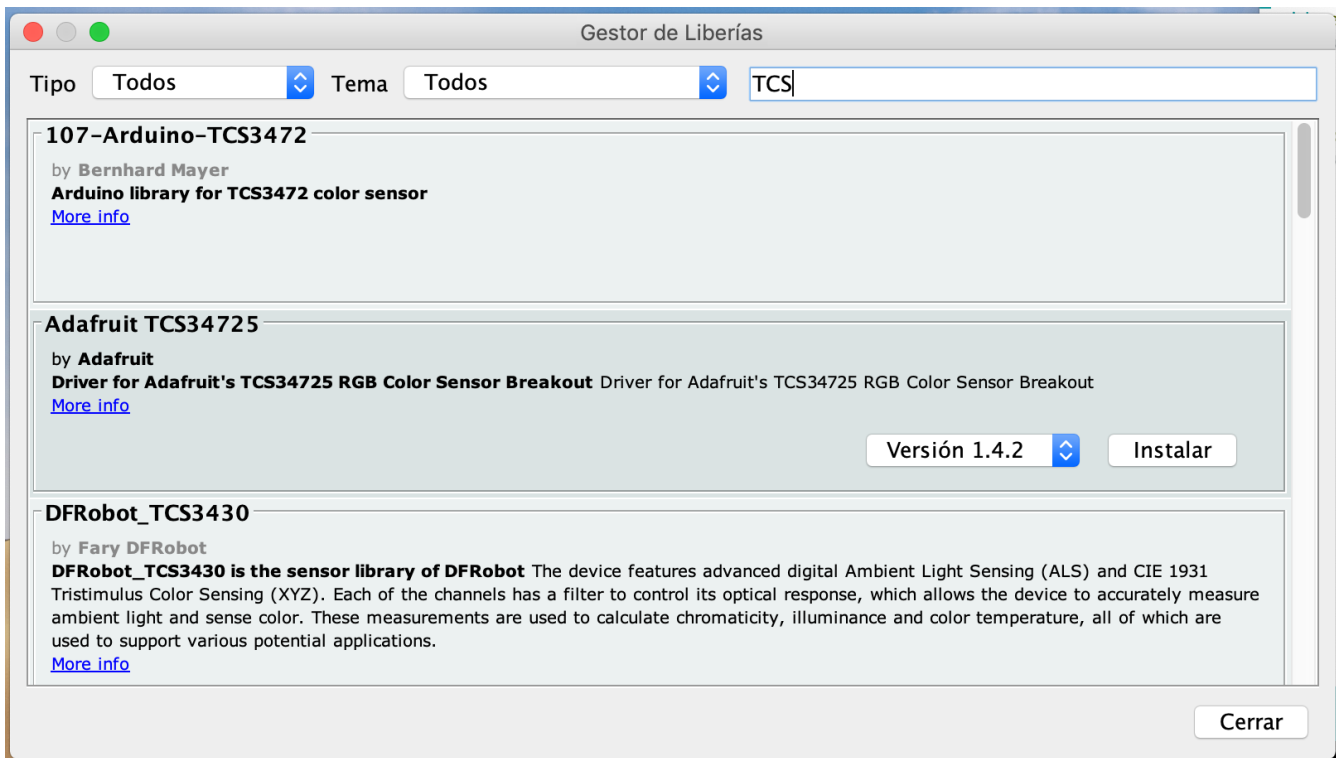 Gestor de Liberías
Tipo Todos Tema Todos TCS
107-Arduino-TCS3472
by Bernhard Mayer
Arduino library for TCS3472 color sensor
More info
Adafruit TCS34725
by Adafruit
Driver for Adafruit's TCS34725 RGB Color Sensor Breakout Driver for Adafruit's TCS34725 RGB Color Sensor Breakout
More info
Versión 1.4.2 Instalar
DFRobot_TCS3430
by Fary DFRobot
DFRobot_TCS3430 is the sensor library of DFRobot The device features advanced digital Ambient Light Sensing (ALS) and CIE 1931
Tristimulus Color Sensing (XYZ). Each of the channels has a filter to control its optical response, which allows the device to accurately measure
ambient light and sense color. These measurements are used to calculate chromaticity, illuminance and color temperature, all of which are
used to support various potential applications.
More info
Cerrar